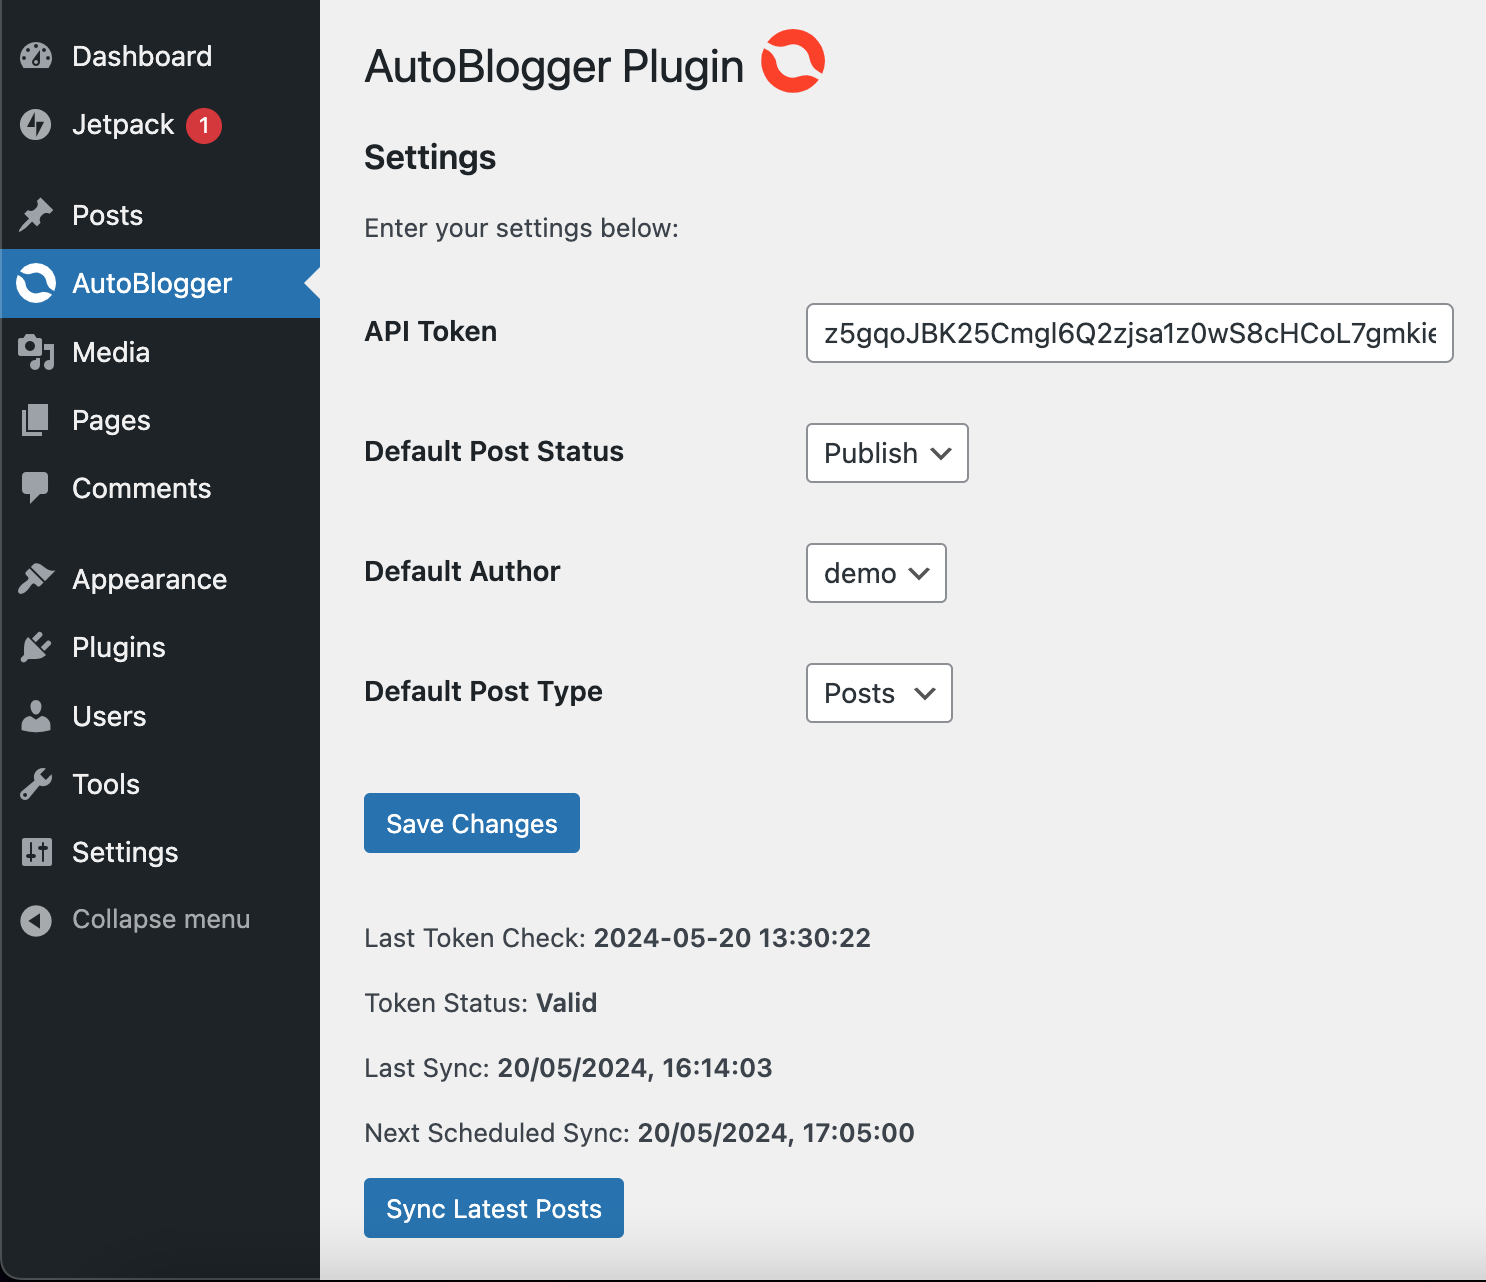 Dashboard
Jetpack 1
Posts
AutoBlogger
Media
Pages
Comments
Appearance
Plugins
Users
Tools
Settings
Collapse menu
AutoBlogger Plugin
Settings
Enter your settings below:
API Token z5gqoJBK25Cmgl6Q2zjsa1z0wS8cHCoL7gmkie
Default Post Status Publish
Default Author demo
Default Post Type Posts
Save Changes
Last Token Check: 2024-05-20 13:30:22
Token Status: Valid
Last Sync: 20/05/2024, 16:14:03
Next Scheduled Sync: 20/05/2024, 17:05:00
Sync Latest Posts